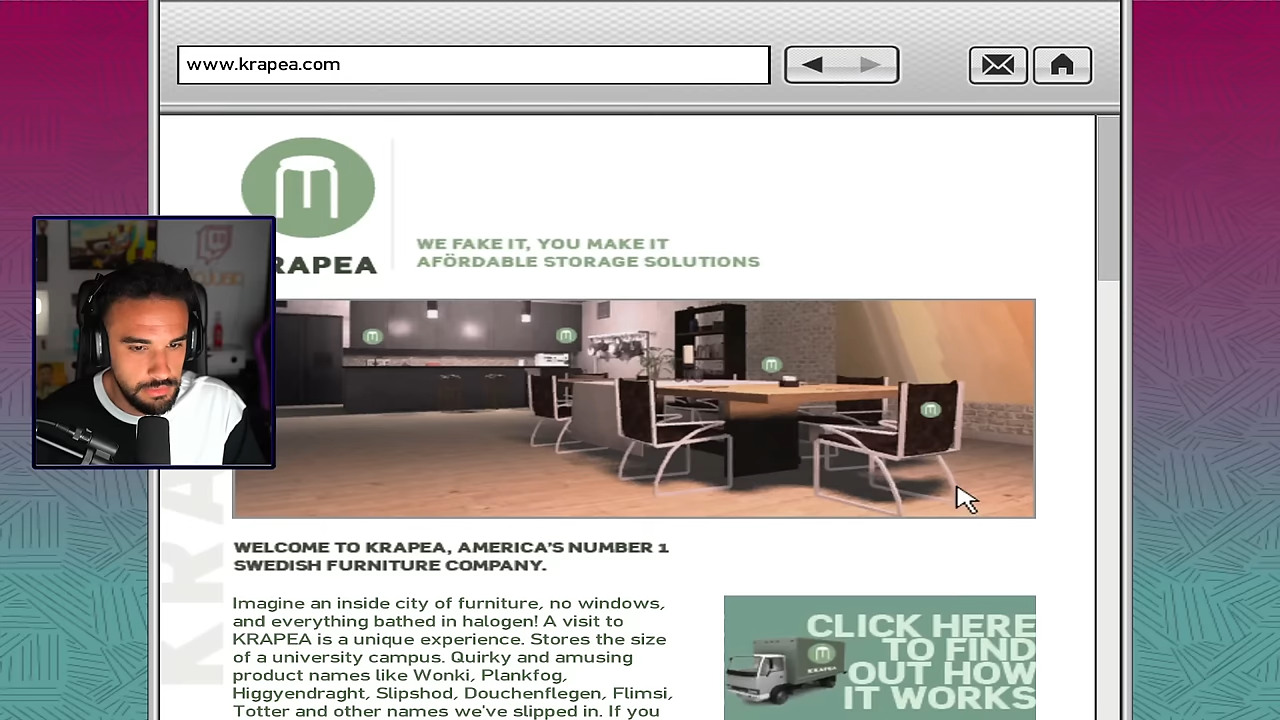 www.krapea.com
KRAPEA
WE FAKE IT, YOU MAKE IT
AFÖRDABLE STORAGE SOLUTIONS
WELCOME TO KRAPEA, AMERICA'S NUMBER 1
SWEDISH FURNITURE COMPANY.
Imagine an inside city of furniture, no windows,
and everything bathed in halogen! A visit to
KRAPEA is a unique experience. Stores the size
of a university campus. Quirky and amusing
product names like Wonki, Plankfog,
Higgyendraght, Slipshod, Douchenflegen, Flimsi,
Totter and other names we've slipped in. If you
CLICK HERE
TO FIND
OUT HOW
IT WORKS
KRAPEA
KRA